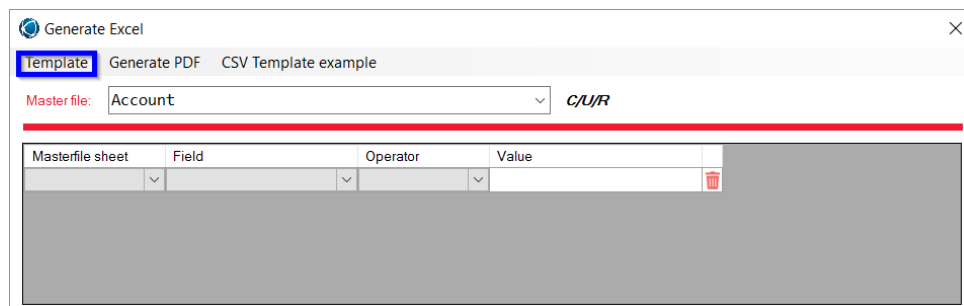 Generate Excel
Template Generate PDF CSV Template example
Master file: Account C/U/R
Masterfile sheet Field Operator Value